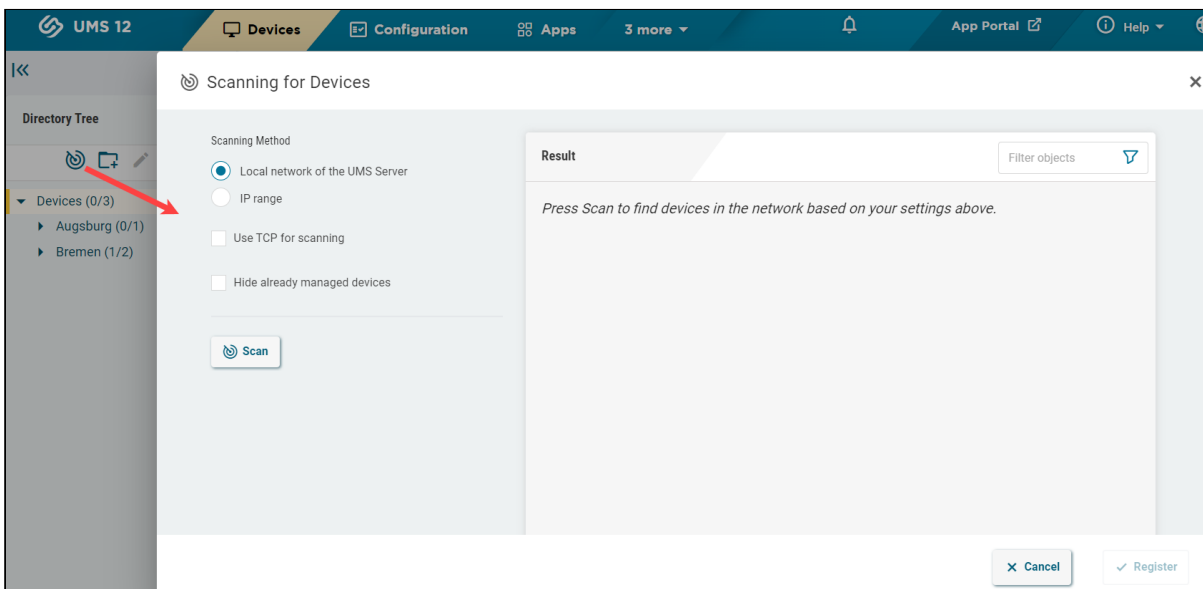 UMS 12
Devices
Configuration
Apps
3 more
App Portal
Help
Scanning for Devices
Directory Tree
Devices (0/3)
Augsburg (0/1)
Bremen (1/2)
Scanning Method
Local network of the UMS Server
IP range
Use TCP for scanning
Hide already managed devices
Scan
Result
Filter objects
Press Scan to find devices in the network based on your settings above.
Cancel
Register